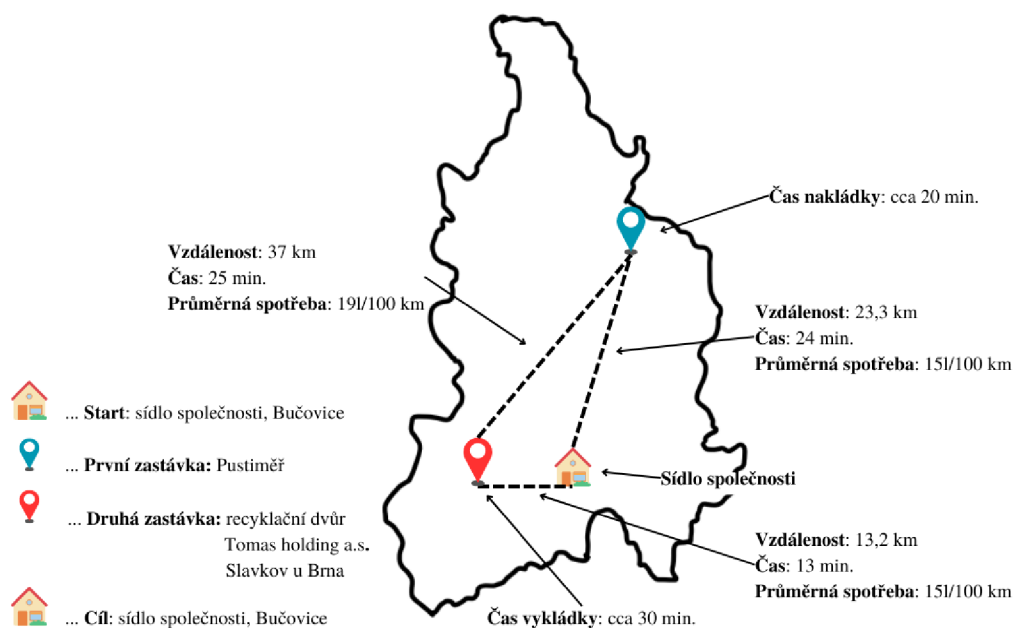 Čas nakládky: cca 20 min.
Vzdálenost: 37 km
Čas: 25 min.
Průměrná spotřeba: 19l/100 km
Vzdálenost: 23,3 km
Čas: 24 min.
Průměrná spotřeba: 15l/100 km
... Start: sídlo společnosti, Bučovice
... První zastávka: Pustiměř
Sídlo společnosti
... Druhá zastávka: recyklační dvůr
Tomas holding a.s.
Slavkov u Brna
Vzdálenost: 13,2 km
Čas: 13 min.
Průměrná spotřeba: 15l/100 km
... Cíl: sídlo společnosti, Bučovice
Čas vykládky: cca 30 min.